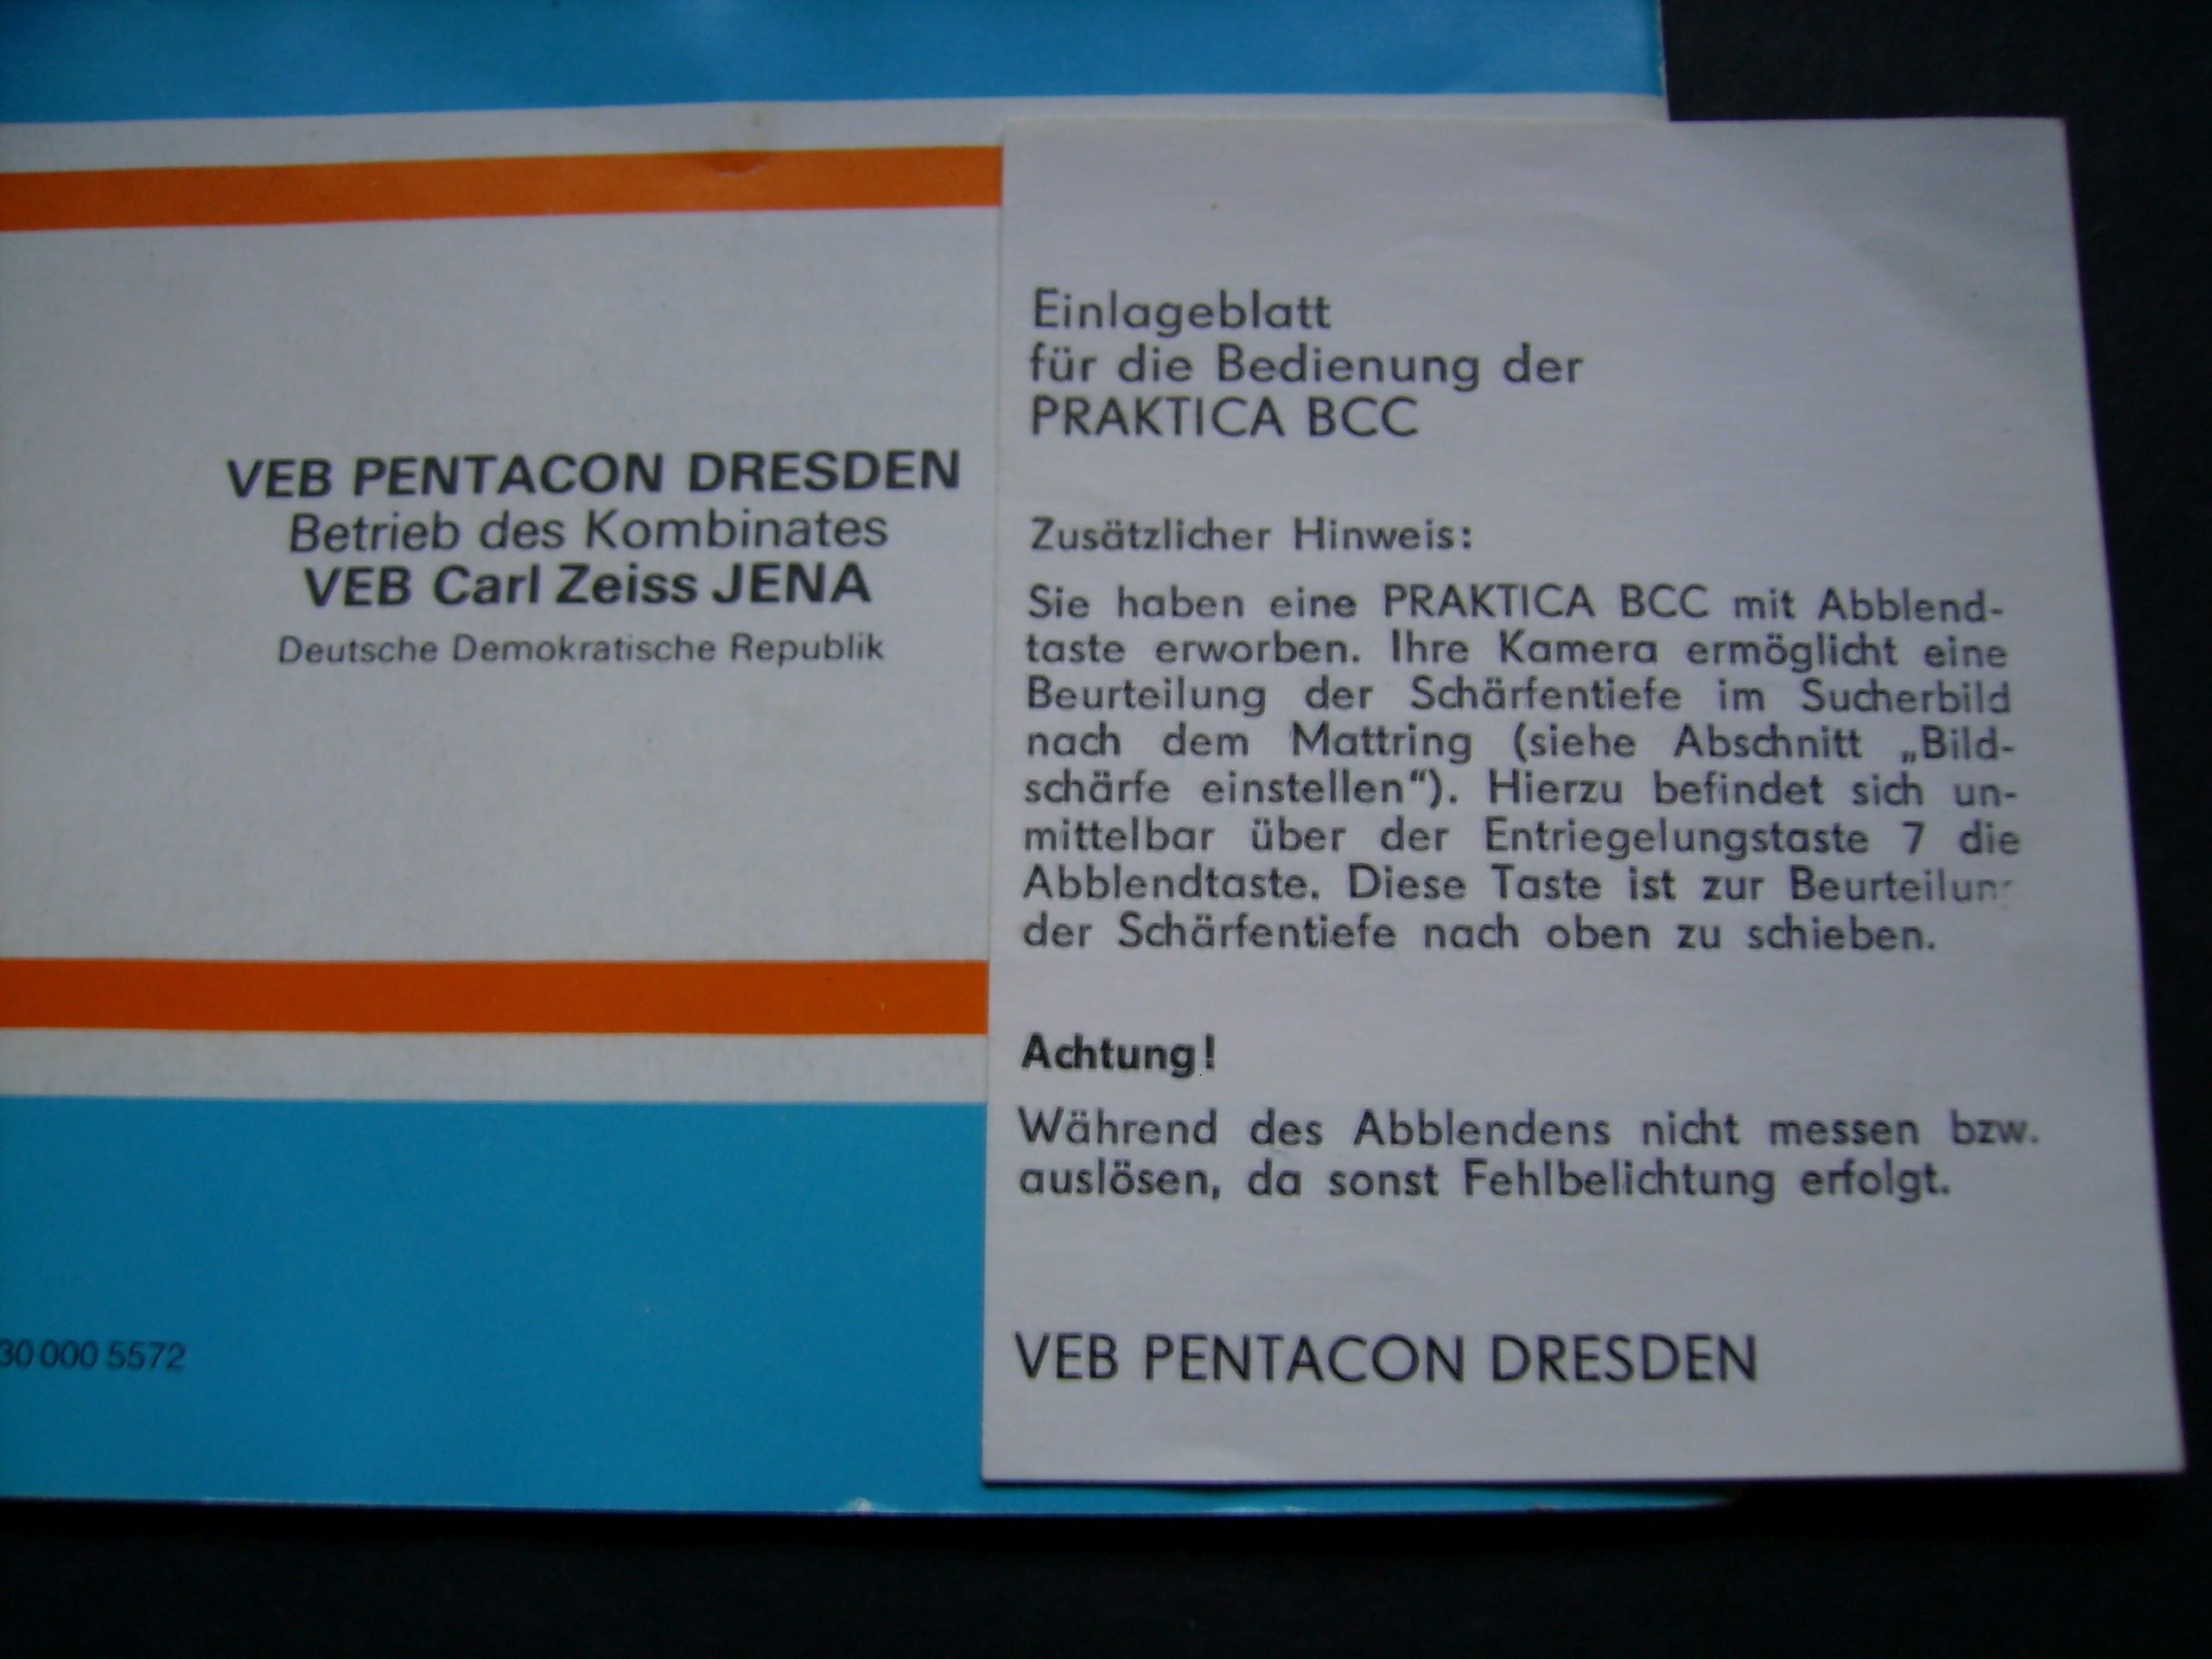 VEB PENTACON DRESDEN
Betrieb des Kombinates
VEB Carl Zeiss JENA
Deutsche Demokratische Republik
30 000 5572
Einlageblatt
für die Bedienung der
PRAKTICA BCC
Zusätzlicher Hinweis:
Sie haben eine PRAKTICA BCC mit Abblend-
taste erworben. Ihre Kamera ermöglicht eine
Beurteilung der Schärfentiefe im Sucherbild
nach dem Mattring (siehe Abschnitt „Bild-
schärfe einstellen“). Hierzu befindet sich un-
mittelbar über der Entriegelungstaste 7 die
Abblendtaste. Diese Taste ist zur Beurteilung
der Schärfentiefe nach oben zu schieben.
Achtung!
Während des Abblendens nicht messen bzw.
auslösen, da sonst Fehlbelichtung erfolgt.
VEB PENTACON DRESDEN